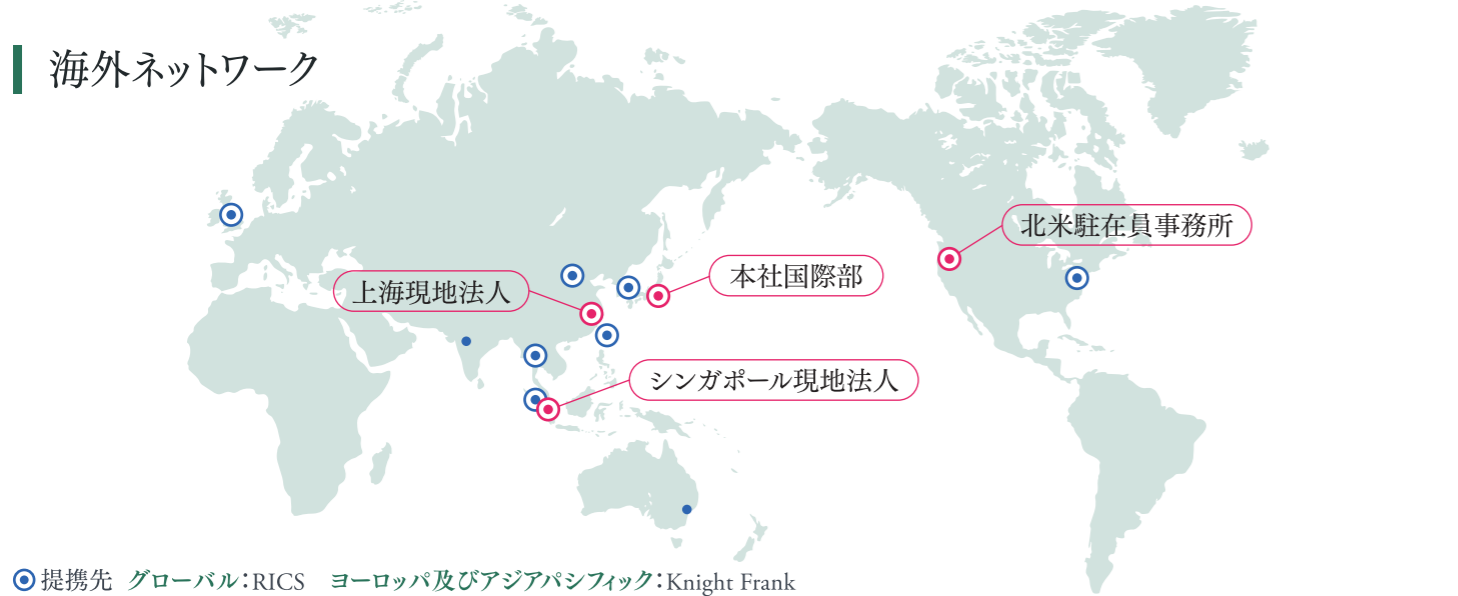 海外ネットワーク
北米駐在員事務所
本社国際部
上海現地法人
シンガポール現地法人
提携先 グローバル：RICS ヨーロッパ及びアジアパシフィック：Knight Frank